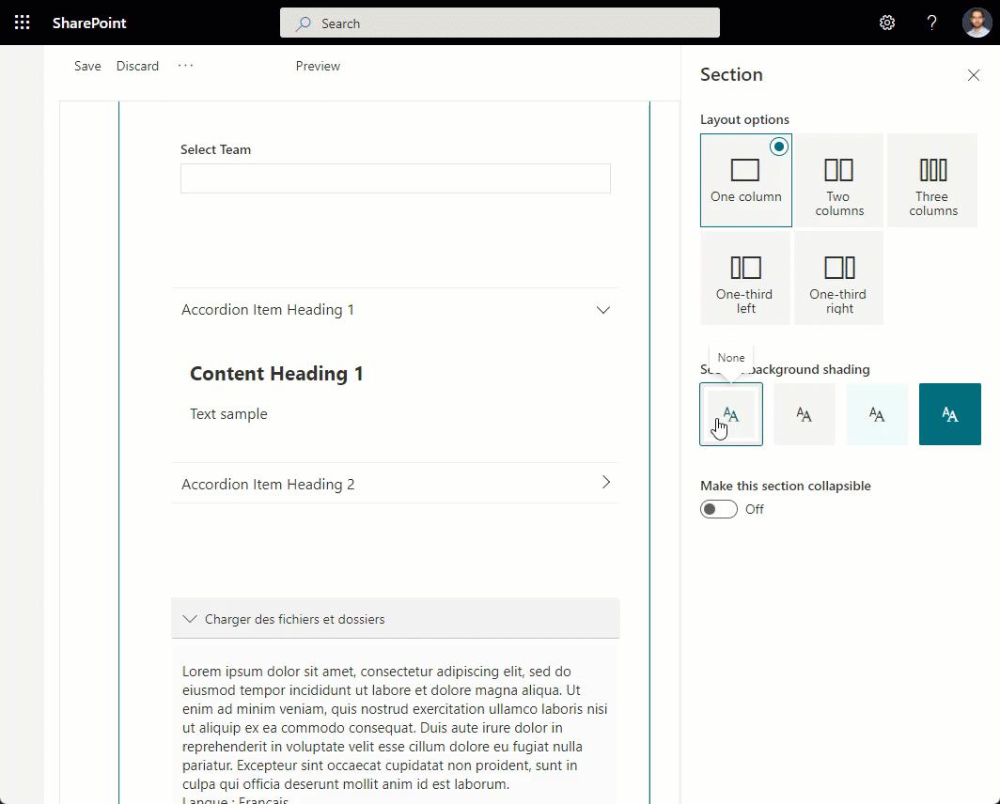 SharePoint
Search
?
Save Discard ···
Preview
Select Team
Accordion Item Heading 1
Content Heading 1
Text sample
Accordion Item Heading 2
Charger des fichiers et dossiers
Lorem ipsum dolor sit amet, consectetur adipiscing elit, sed do
eiusmod tempor incididunt ut labore et dolore magna aliqua. Ut
enim ad minim veniam, quis nostrud exercitation ullamco laboris nisi
ut aliquip ex ea commodo consequat. Duis aute irure dolor in
reprehenderit in voluptate velit esse cillum dolore eu fugiat nulla
pariatur. Excepteur sint occaecat cupidatat non proident, sunt in
culpa qui officia deserunt mollit anim id est laborum.
Langue : Français
Section
Layout options
One column
Two
columns
Three
columns
One-third
left
One-third
right
None
background shading
AA
AA
AA
AA
Make this section collapsible
Off